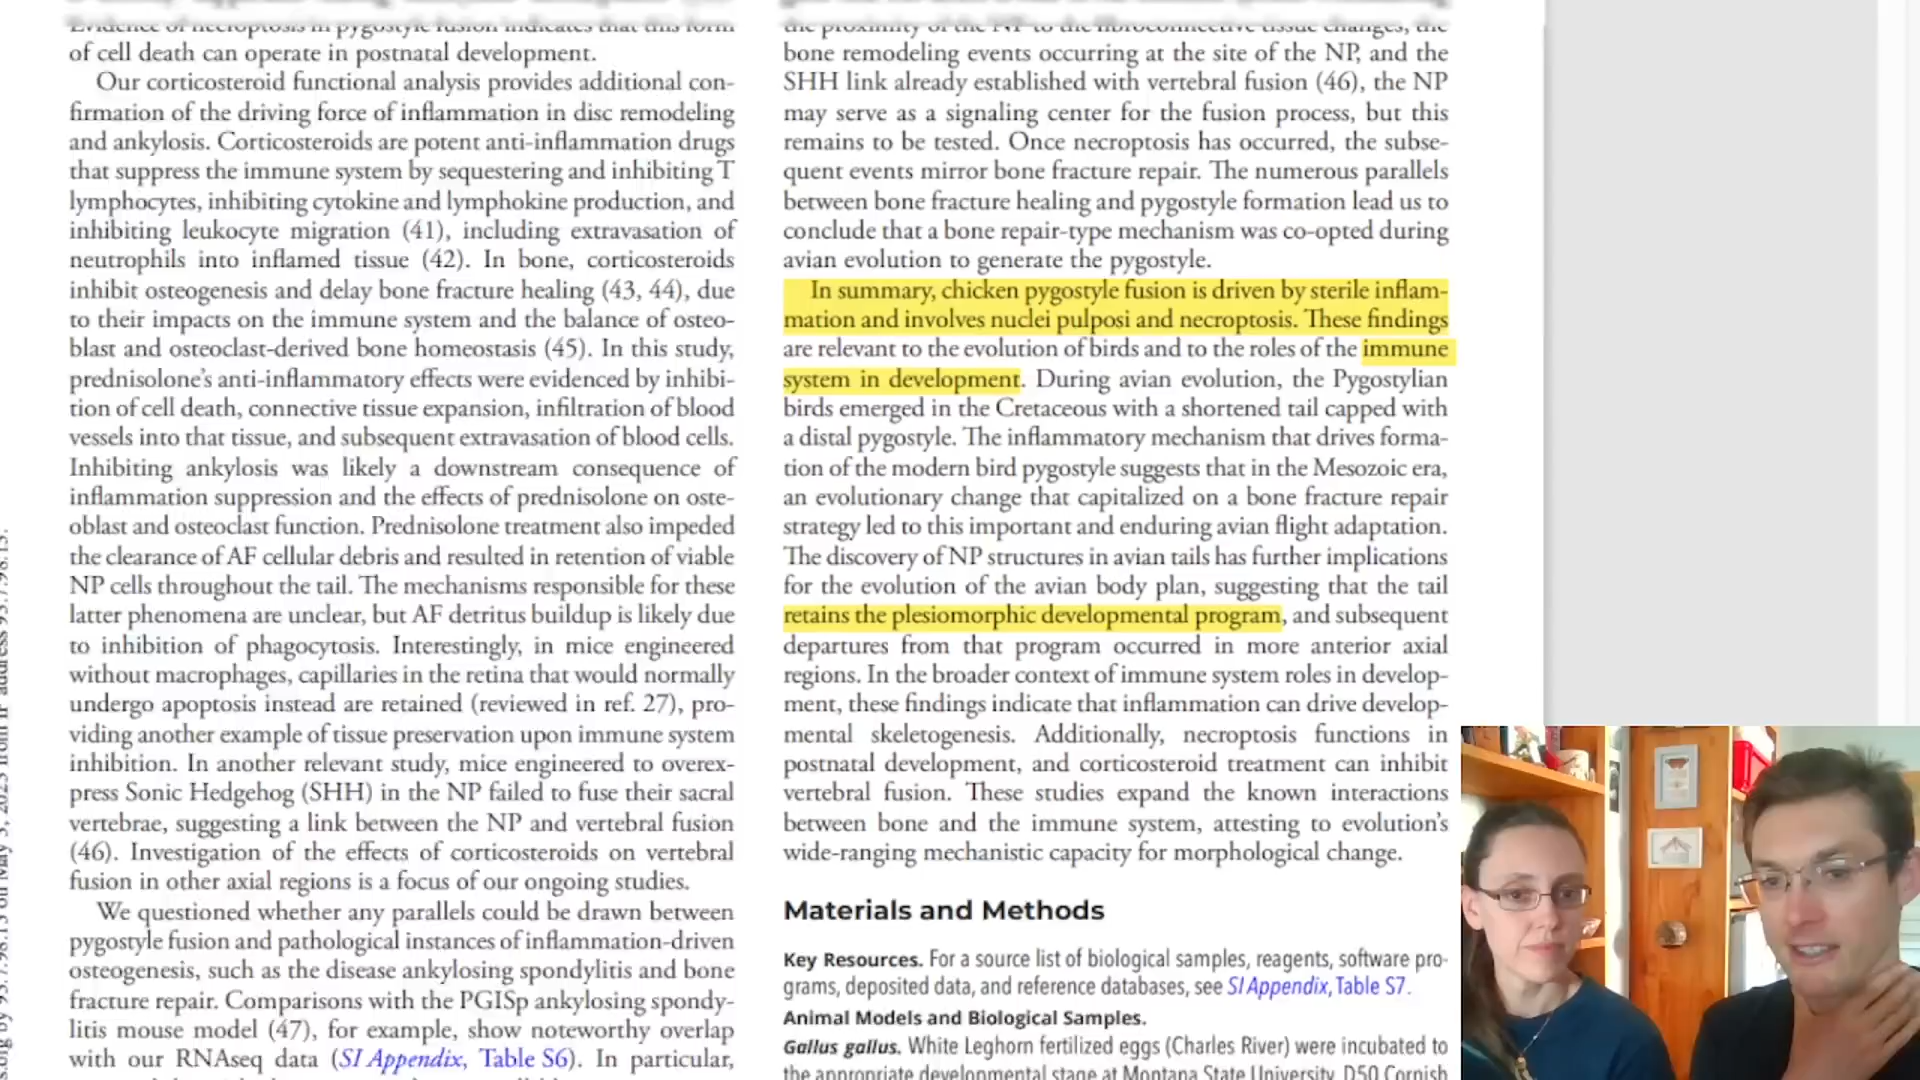 Evidence of necroptosis in pygostyle fusion indicates that this form
of cell death can operate in postnatal development.
Our corticosteroid functional analysis provides additional con-
firmation of the driving force of inflammation in disc remodeling
and ankylosis. Corticosteroids are potent anti-inflammation drugs
that suppress the immune system by sequestering and inhibiting T
lymphocytes, inhibiting cytokine and lymphokine production, and
inhibiting leukocyte migration (41), including extravasation of
neutrophils into inflamed tissue (42). In bone, corticosteroids
inhibit osteogenesis and delay bone fracture healing (43, 44), due
to their impacts on the immune system and the balance of osteo-
blast and osteoclast-derived bone homeostasis (45). In this study,
prednisolone's anti-inflammatory effects were evidenced by inhibi-
tion of cell death, connective tissue expansion, infiltration of blood
vessels into that tissue, and subsequent extravasation of blood cells.
Inhibiting ankylosis was likely a downstream consequence of
inflammation suppression and the effects of prednisolone on oste-
oblast and osteoclast function. Prednisolone treatment also impeded
the clearance of AF cellular debris and resulted in retention of viable
NP cells throughout the tail. The mechanisms responsible for these
latter phenomena are unclear, but AF detritus buildup is likely due
to inhibition of phagocytosis. Interestingly, in mice engineered
without macrophages, capillaries in the retina that would normally
undergo apoptosis instead are retained (reviewed in ref. 27), pro-
viding another example of tissue preservation upon immune system
inhibition. In another relevant study, mice engineered to overex-
press Sonic Hedgehog (SHH) in the NP failed to fuse their sacral
vertebrae, suggesting a link between the NP and vertebral fusion
(46). Investigation of the effects of corticosteroids on vertebral
fusion in other axial regions is a focus of our ongoing studies.
We questioned whether any parallels could be drawn between
pygostyle fusion and pathological instances of inflammation-driven
osteogenesis, such as the disease ankylosing spondylitis and bone
fracture repair. Comparisons with the PGISp ankylosing spondy-
litis mouse model (47), for example, show noteworthy overlap
with our RNAseq data (SI Appendix, Table S6). In particular,
the proximity of the NP to the fibroconnective tissue changes, the
bone remodeling events occurring at the site of the NP, and the
SHH link already established with vertebral fusion (46), the NP
may serve as a signaling center for the fusion process, but this
remains to be tested. Once necroptosis has occurred, the subse-
quent events mirror bone fracture repair. The numerous parallels
between bone fracture healing and pygostyle formation lead us to
conclude that a bone repair-type mechanism was co-opted during
avian evolution to generate the pygostyle.
In summary, chicken pygostyle fusion is driven by sterile inflam-
mation and involves nuclei pulposi and necroptosis. These findings
are relevant to the evolution of birds and to the roles of the immune
system in development. During avian evolution, the Pygostylian
birds emerged in the Cretaceous with a shortened tail capped with
a distal pygostyle. The inflammatory mechanism that drives forma-
tion of the modern bird pygostyle suggests that in the Mesozoic era,
an evolutionary change that capitalized on a bone fracture repair
strategy led to this important and enduring avian flight adaptation.
The discovery of NP structures in avian tails has further implications
for the evolution of the avian body plan, suggesting that the tail
retains the plesiomorphic developmental program, and subsequent
departures from that program occurred in more anterior axial
regions. In the broader context of immune system roles in develop-
ment, these findings indicate that inflammation can drive develop-
mental skeletogenesis. Additionally, necroptosis functions in
postnatal development, and corticosteroid treatment can inhibit
vertebral fusion. These studies expand the known interactions
between bone and the immune system, attesting to evolution's
wide-ranging mechanistic capacity for morphological change.
Materials and Methods
Key Resources. For a source list of biological samples, reagents, software pro-
grams, deposited data, and reference databases, see SI Appendix, Table S7.
Animal Models and Biological Samples.
Gallus gallus. White Leghorn fertilized eggs (Charles River) were incubated to
the appropriate developmental stage at Montana State University. D50 Cornish